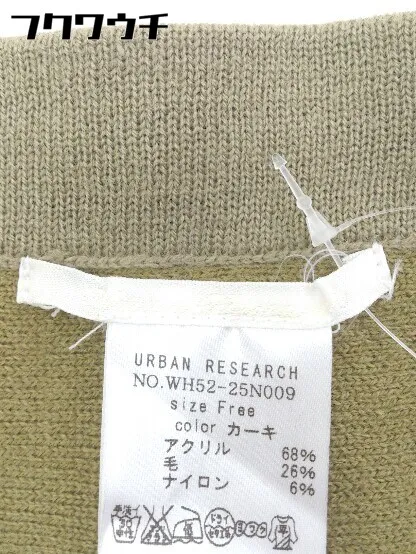 フクワウチ
URBAN RESEARCH
NO.WH52-25N009
size Free
color カーキ
アクリル 68%
毛 26%
ナイロン 6%